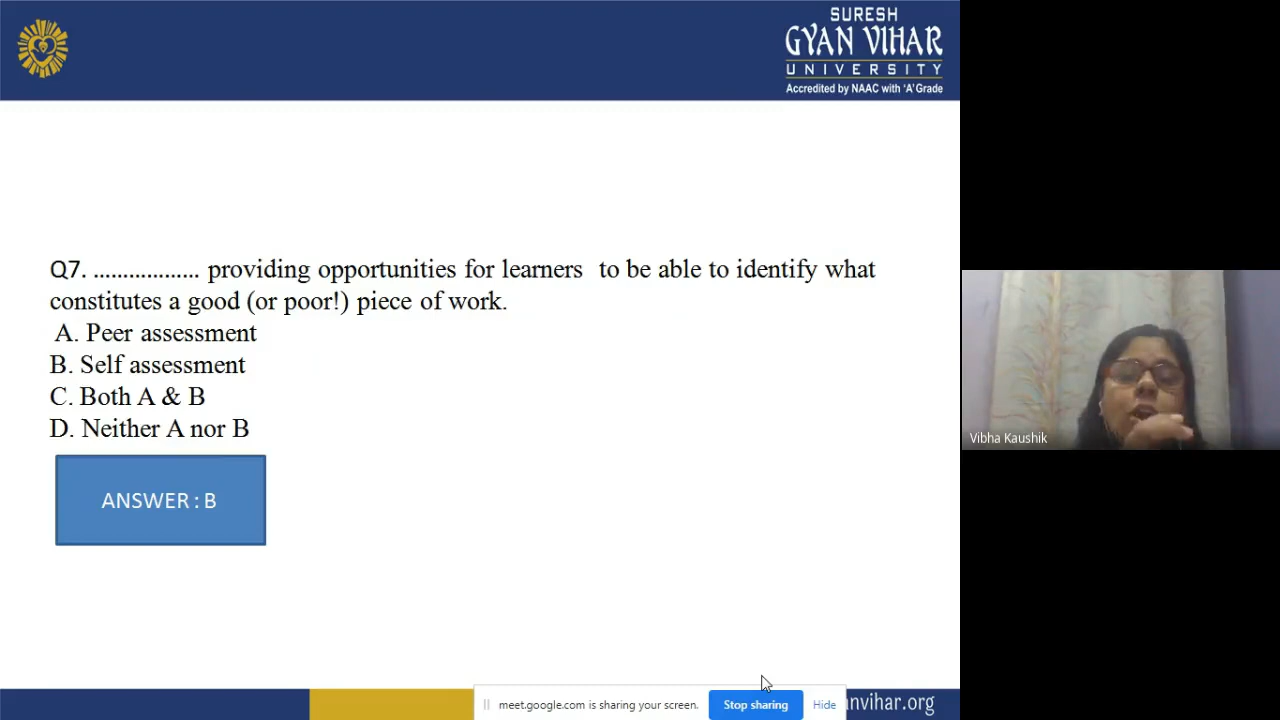 SURESH
GYAN VIHAR
UNIVERSITY
Accredited by NAAC with 'A' Grade
Q7. .................. providing opportunities for learners to be able to identify what
constitutes a good (or poor!) piece of work.
A. Peer assessment
B. Self assessment
C. Both A & B
D. Neither A nor B
ANSWER : B
Vibha Kaushik
meet.google.com is sharing your screen.
Stop sharing
Hide
anvihar.org